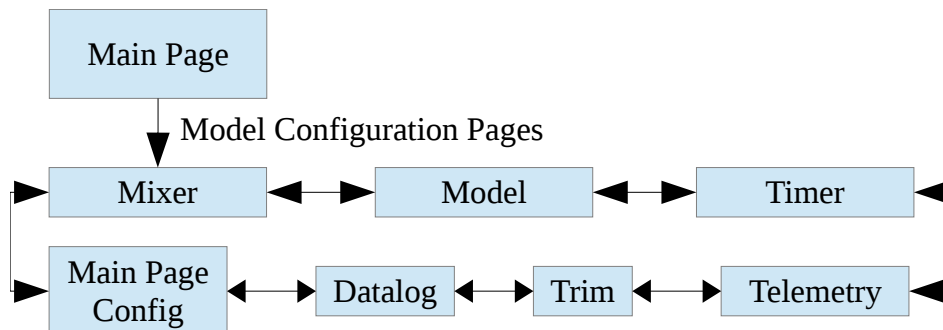 Main Page
Model Configuration Pages
Mixer
Model
Timer
Main Page
Config
Datalog
Trim
Telemetry